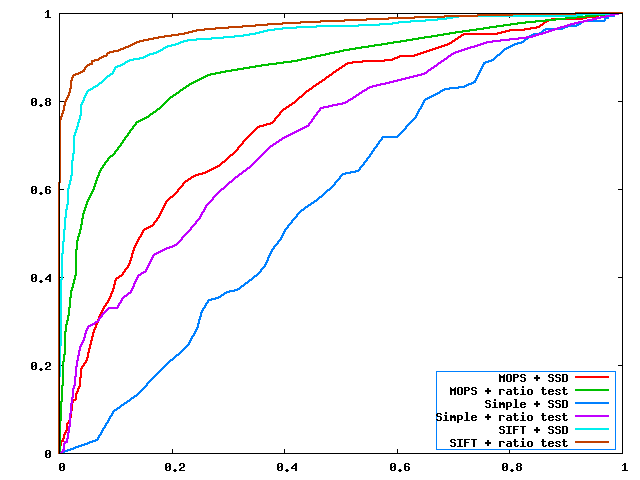 1
0.8
0.6
0.4
0.2
0
0 0.2 0.4 0.6 0.8 1
MOPS + SSD
MOPS + ratio test
Simple + SSD
Simple + ratio test
SIFT + SSD
SIFT + ratio test